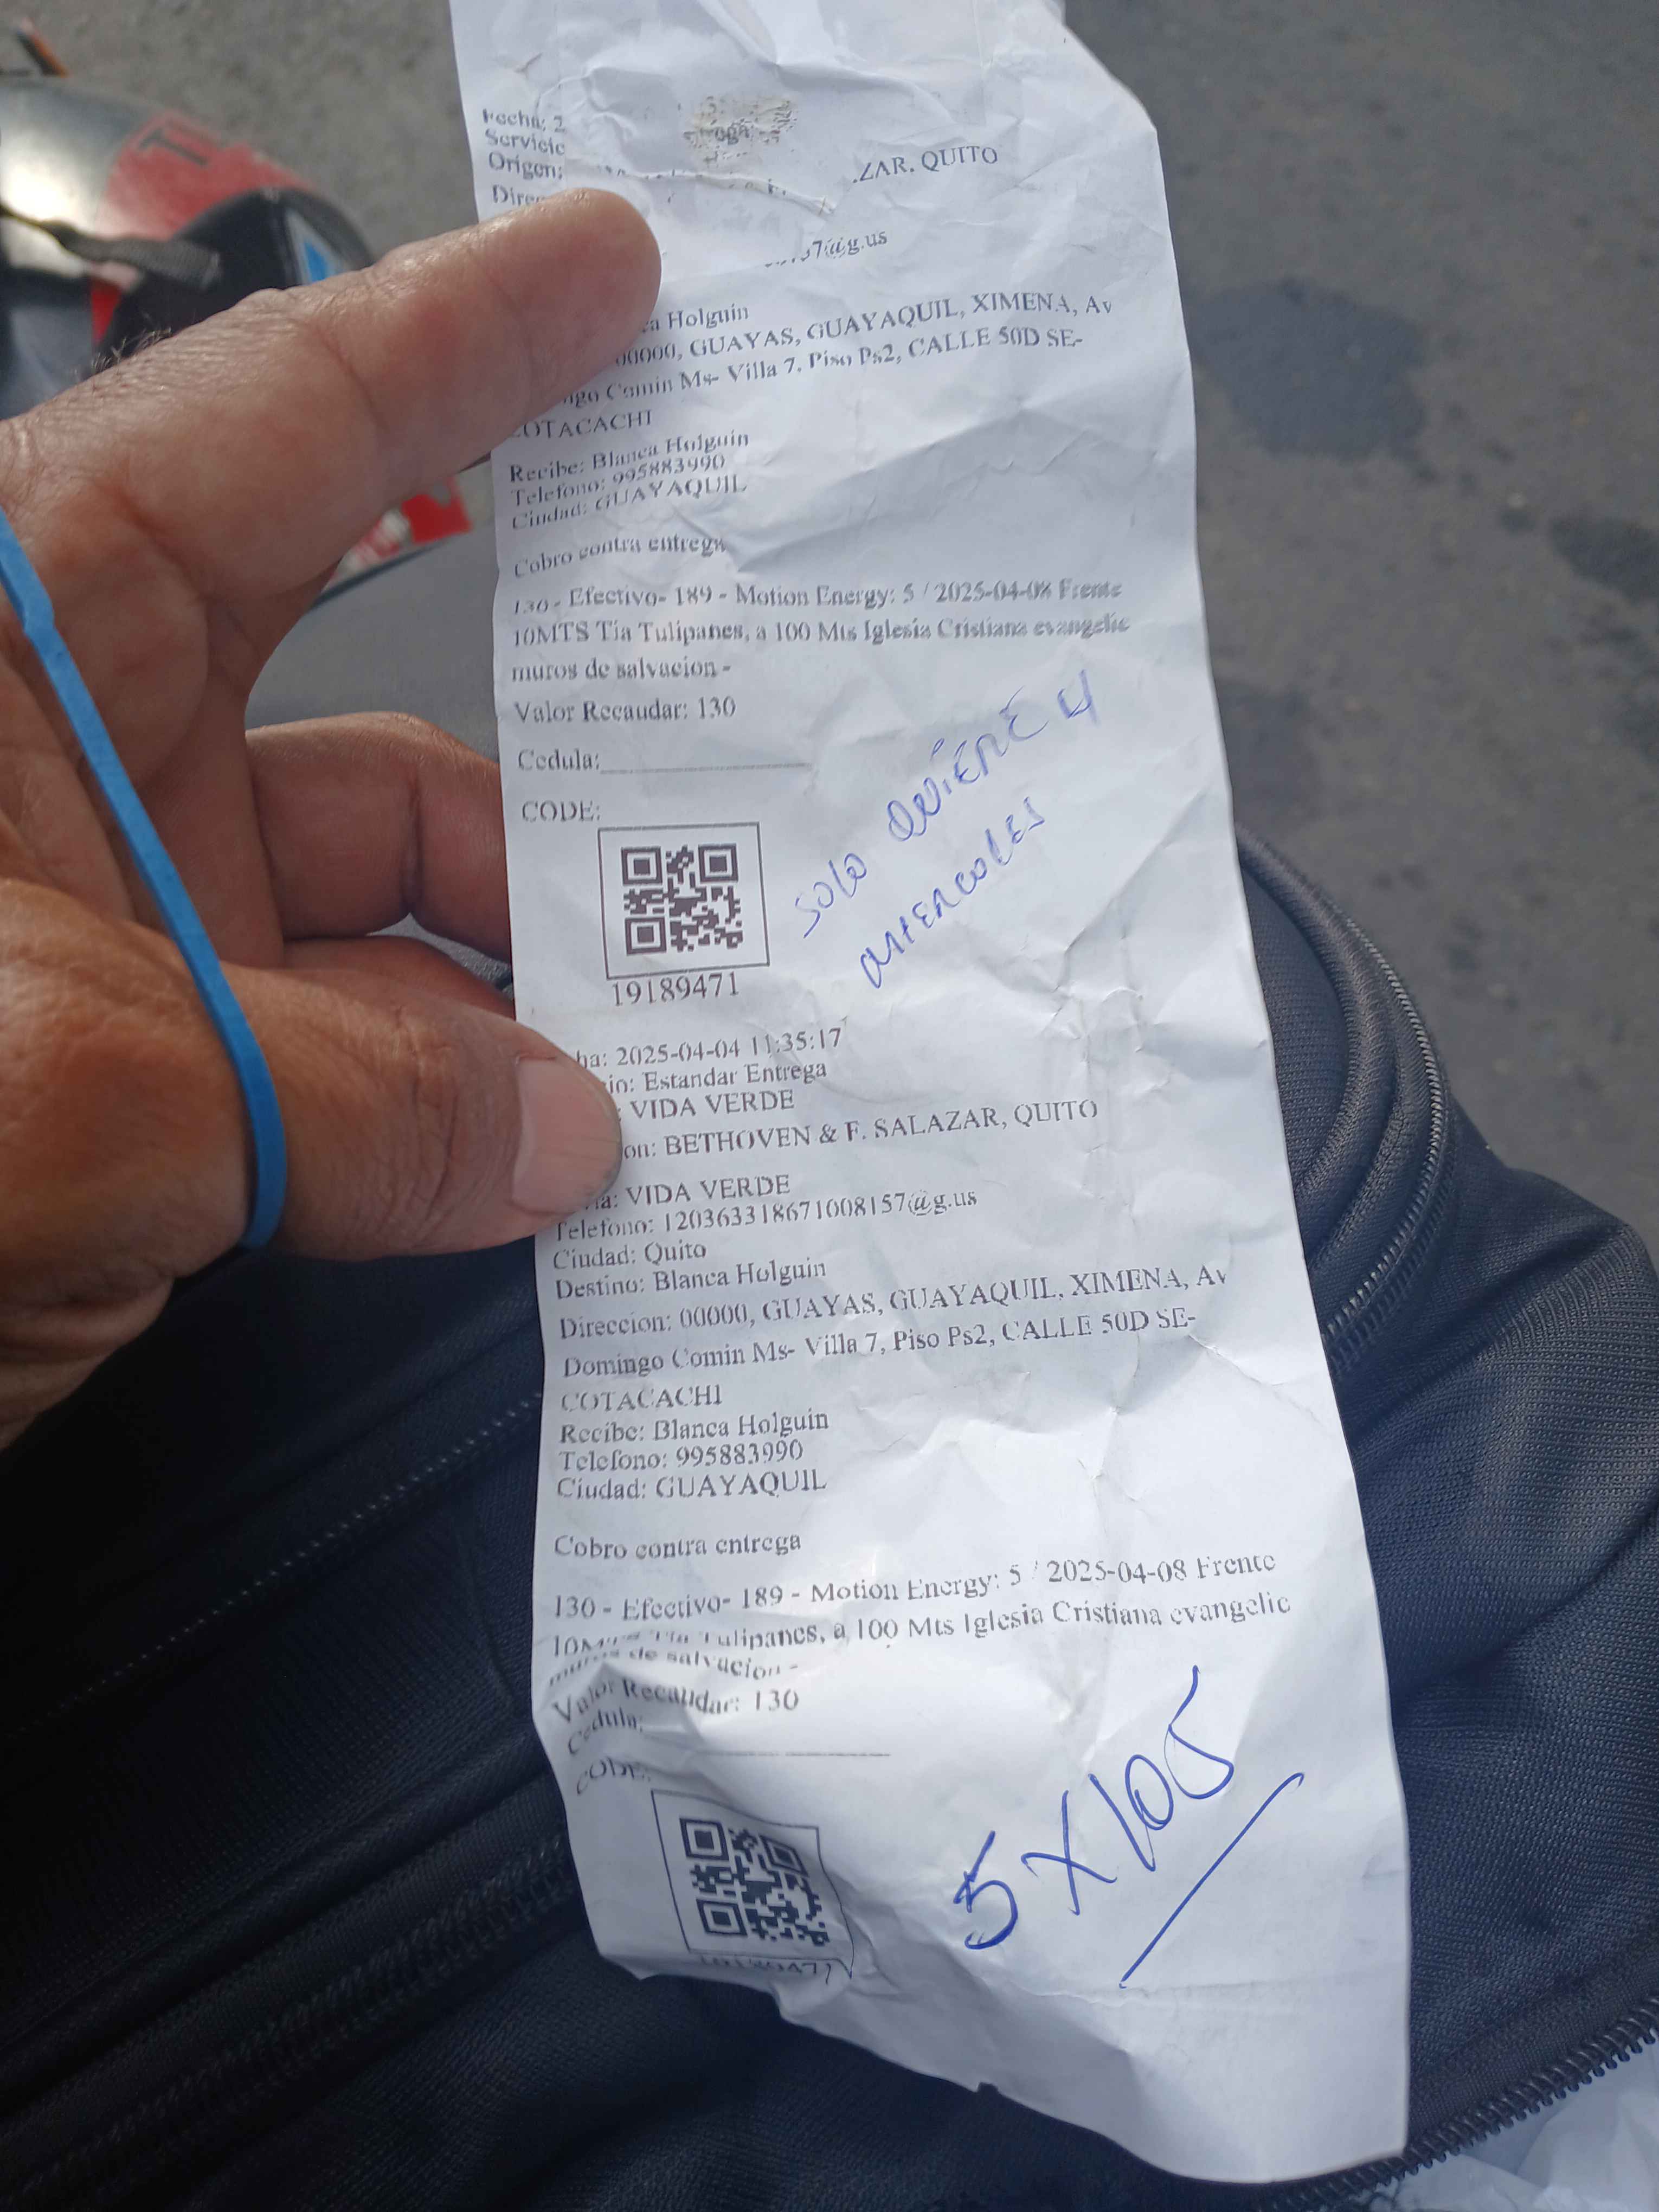 Fecha: 2
Servicio
Origen:
ZAR, QUITO
7@g.us
Holguin
00000, GUAYAS, GUAYAQUIL, XIMENA, Av
Comin Ms- Villa 7, Piso Ps2, CALLE 50D SE-
COTACACHI
Recibe: Blanca Holguin
Telefono: 995883990
Ciudad: GUAYAQUIL
Cobro contra entrega
130 - Efectivo- 189 - Motion Energy: 5 / 2025-04-08 Frente
10MTS Tia Tulipanes, a 100 Mts Iglesia Cristiana evangelic
muros de salvacion -
Valor Recaudar: 130
Cedula:
CODE:
solo quiere 4
miercoles
19189471
ha: 2025-04-04 11:35:17
io: Estandar Entrega
: VIDA VERDE
on: BETHOVEN & F. SALAZAR, QUITO
ia: VIDA VERDE
Telefono: 120363318671008157@g.us
Ciudad: Quito
Destino: Blanca Holguin
Direccion: 00000, GUAYAS, GUAYAQUIL, XIMENA, Av
Domingo Comin Ms- Villa 7, Piso Ps2, CALLE 50D SE-
COTACACHI
Recibe: Blanca Holguin
Telefono: 995883990
Ciudad: GUAYAQUIL
Cobro contra entrega
130 - Efectivo- 189 - Motion Energy: 5 / 2025-04-08 Frente
10MTS Tia Tulipanes, a 100 Mts Iglesia Cristiana evangelic
muros de salvacion -
Valor Recaudar: 130
Cedula:
CODE:
5 X 105